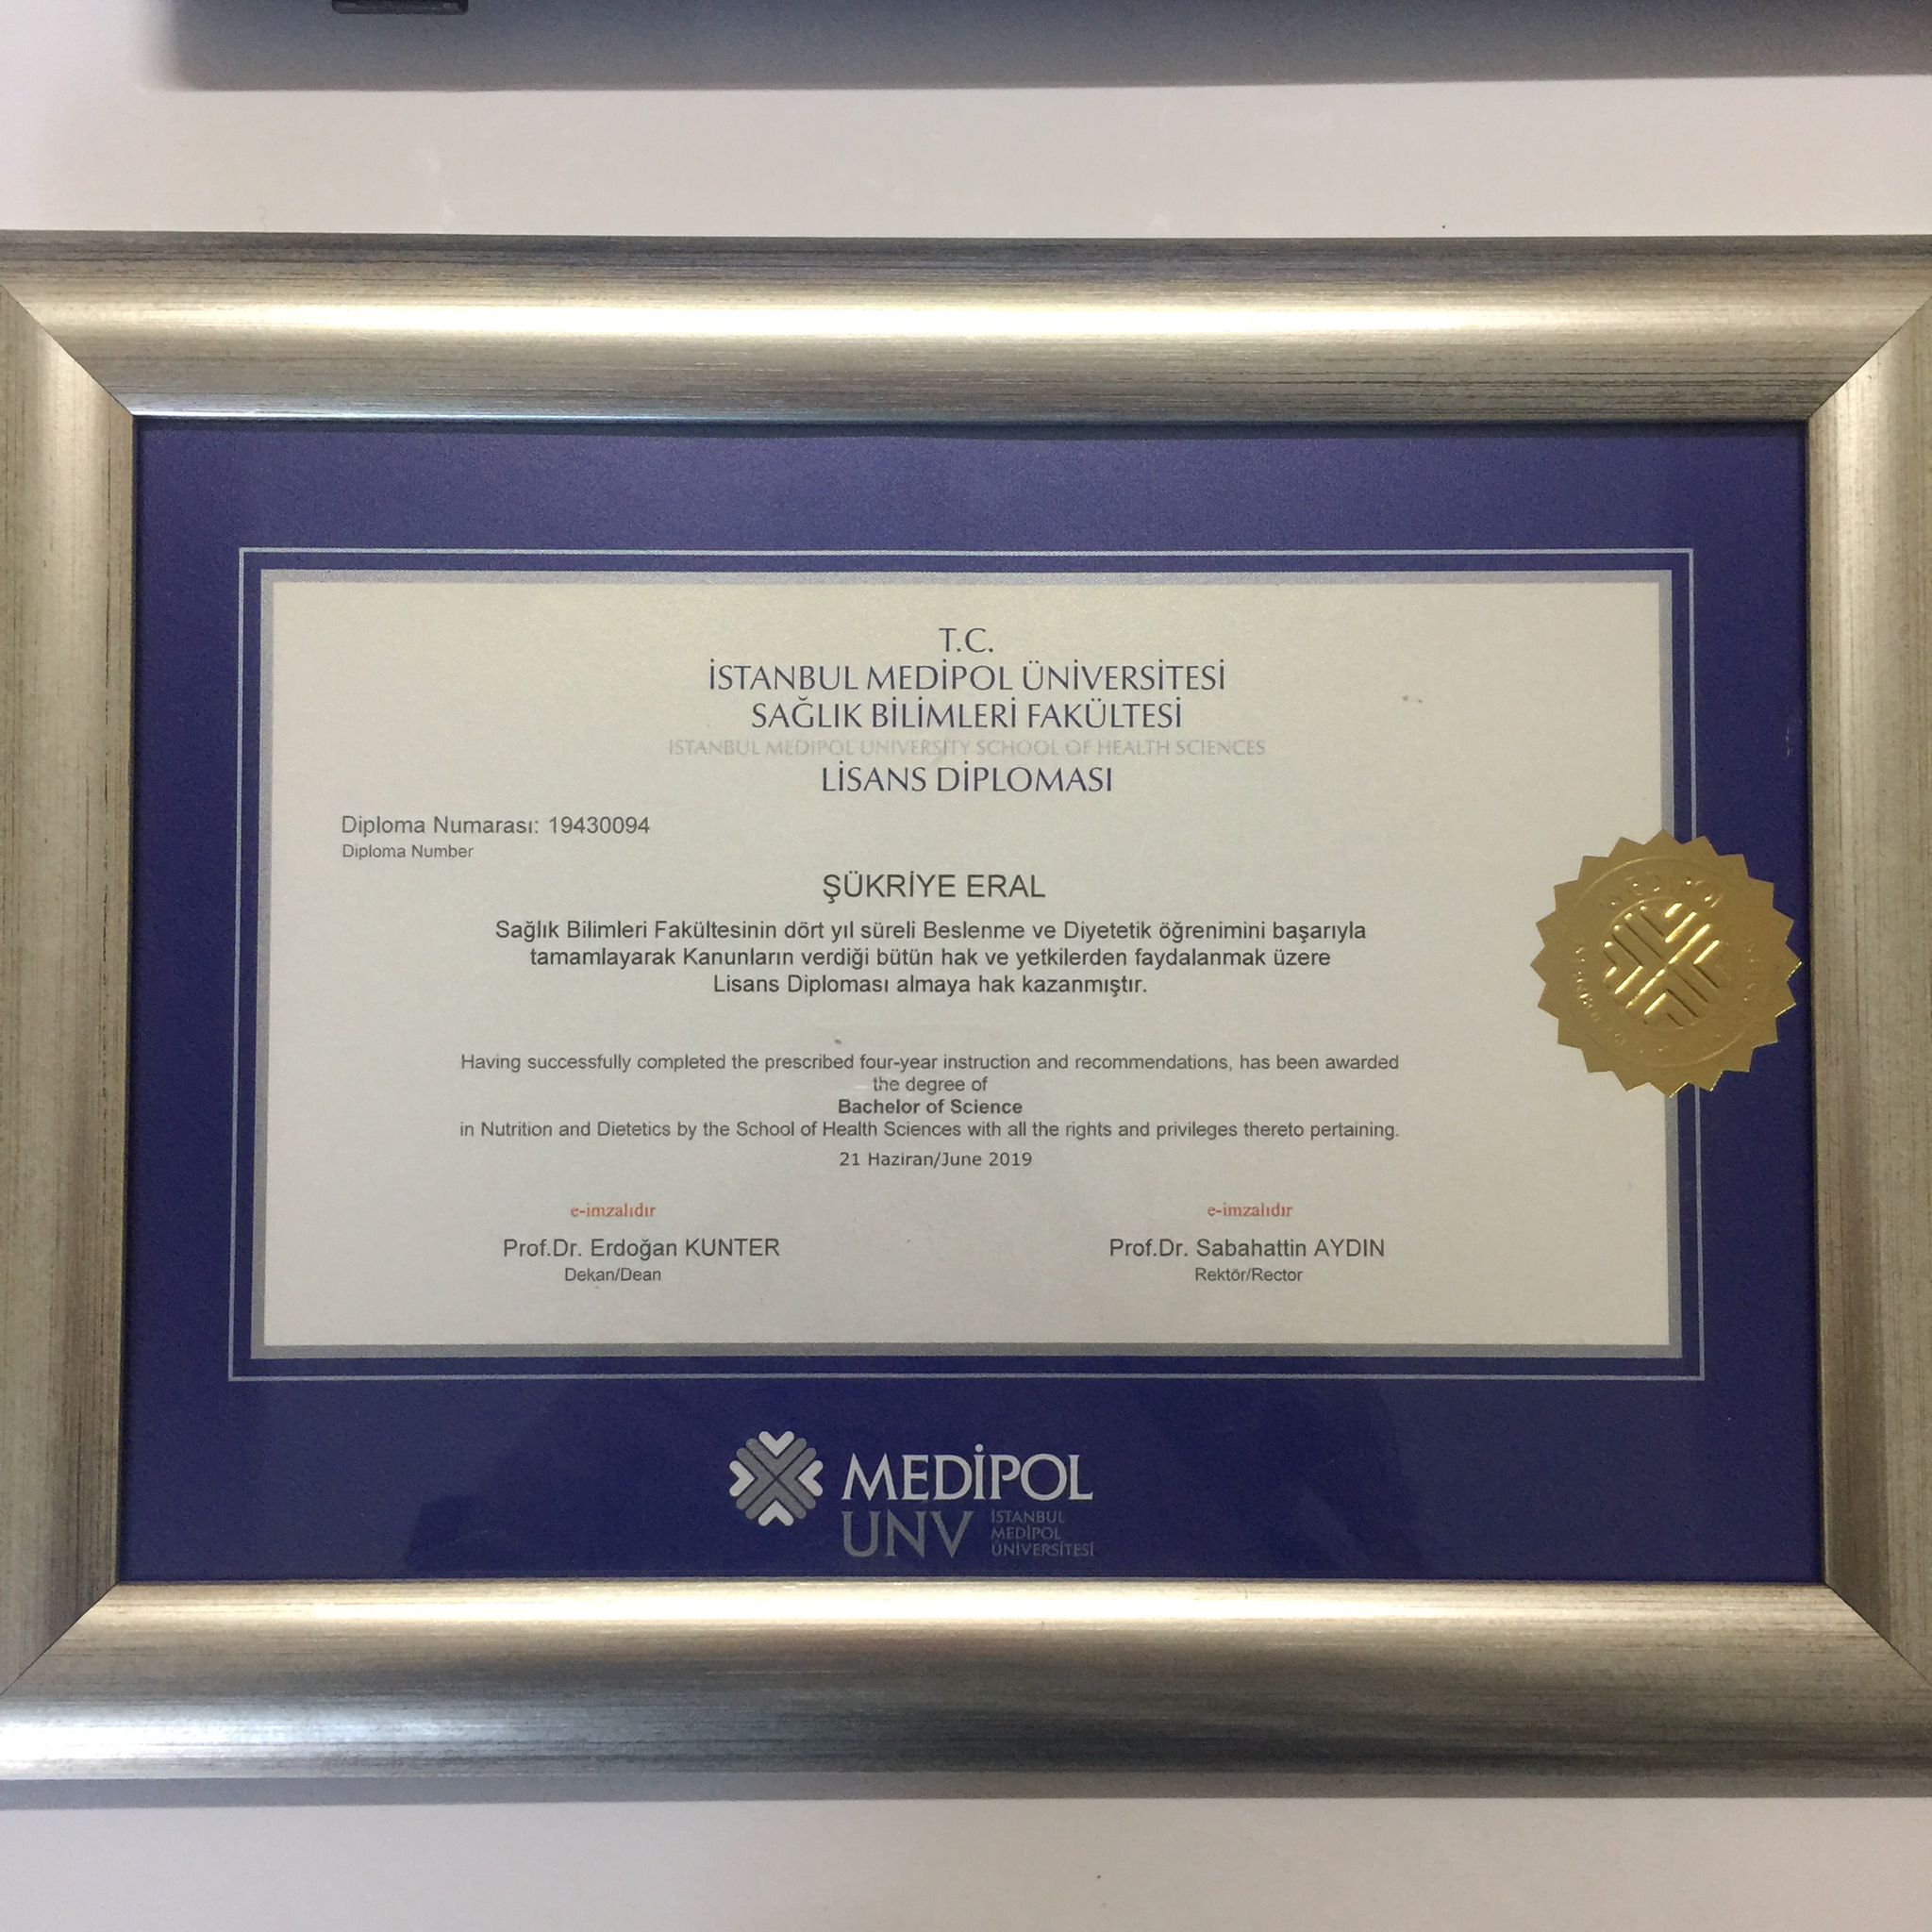 T.C.
İSTANBUL MEDİPOL ÜNİVERSİTESİ
SAĞLIK BİLİMLERİ FAKÜLTESİ
ISTANBUL MEDIPOL UNIVERSITY SCHOOL OF HEALTH SCIENCES
LİSANS DİPLOMASI
Diploma Numarası: 19430094
Diploma Number
ŞÜKRİYE ERAL
Sağlık Bilimleri Fakültesinin dört yıl süreli Beslenme ve Diyetetik öğrenimini başarıyla
tamamlayarak Kanunların verdiği bütün hak ve yetkilerden faydalanmak üzere
Lisans Diploması almaya hak kazanmıştır.
Having successfully completed the prescribed four-year instruction and recommendations, has been awarded
the degree of
Bachelor of Science
in Nutrition and Dietetics by the School of Health Sciences with all the rights and privileges thereto pertaining.
21 Haziran/June 2019
e-imzalıdır
Prof.Dr. Erdoğan KUNTER
Dekan/Dean
e-imzalıdır
Prof.Dr. Sabahattin AYDIN
Rektör/Rector
MEDİPOL
MEDİPOL
UNV
İSTANBUL
MEDİPOL
ÜNİVERSİTESİ